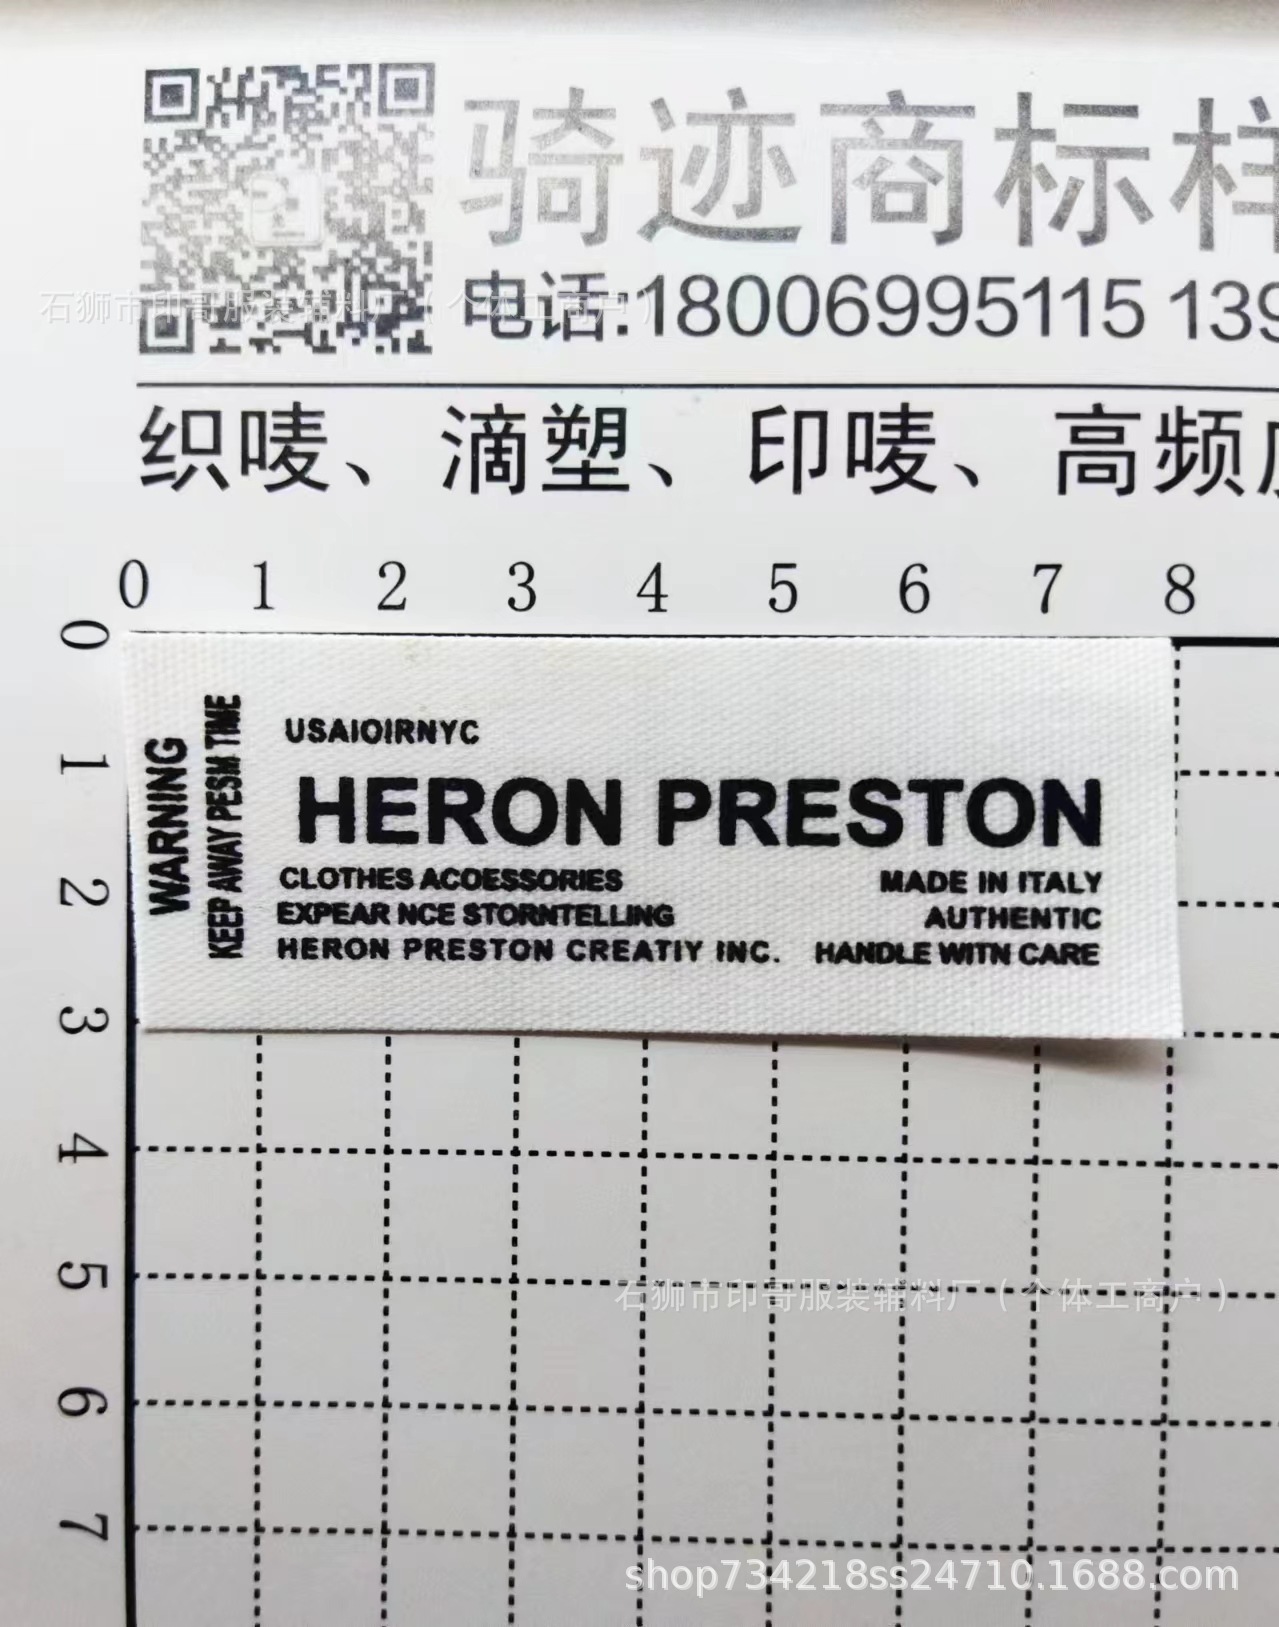 骑迹商标样
电话:18006995115 139
石狮市印哥服装辅料厂（个体工商户）
织唛、滴塑、印唛、高频
0 1 2 3 4 5 6 7 8
0
1
2
3
4
5
6
7
WARNING
KEEP AWAY PESM TIME
USAIOIRNYC
HERON PRESTON
CLOTHES ACOESSORIES
MADE IN ITALY
EXPEAR NCE STORNTELLING
AUTHENTIC
HERON PRESTON CREATIY INC.
HANDLE WITN CARE
石狮市印哥服装辅料厂（个体工商户）
shop734218ss24710.1688.com